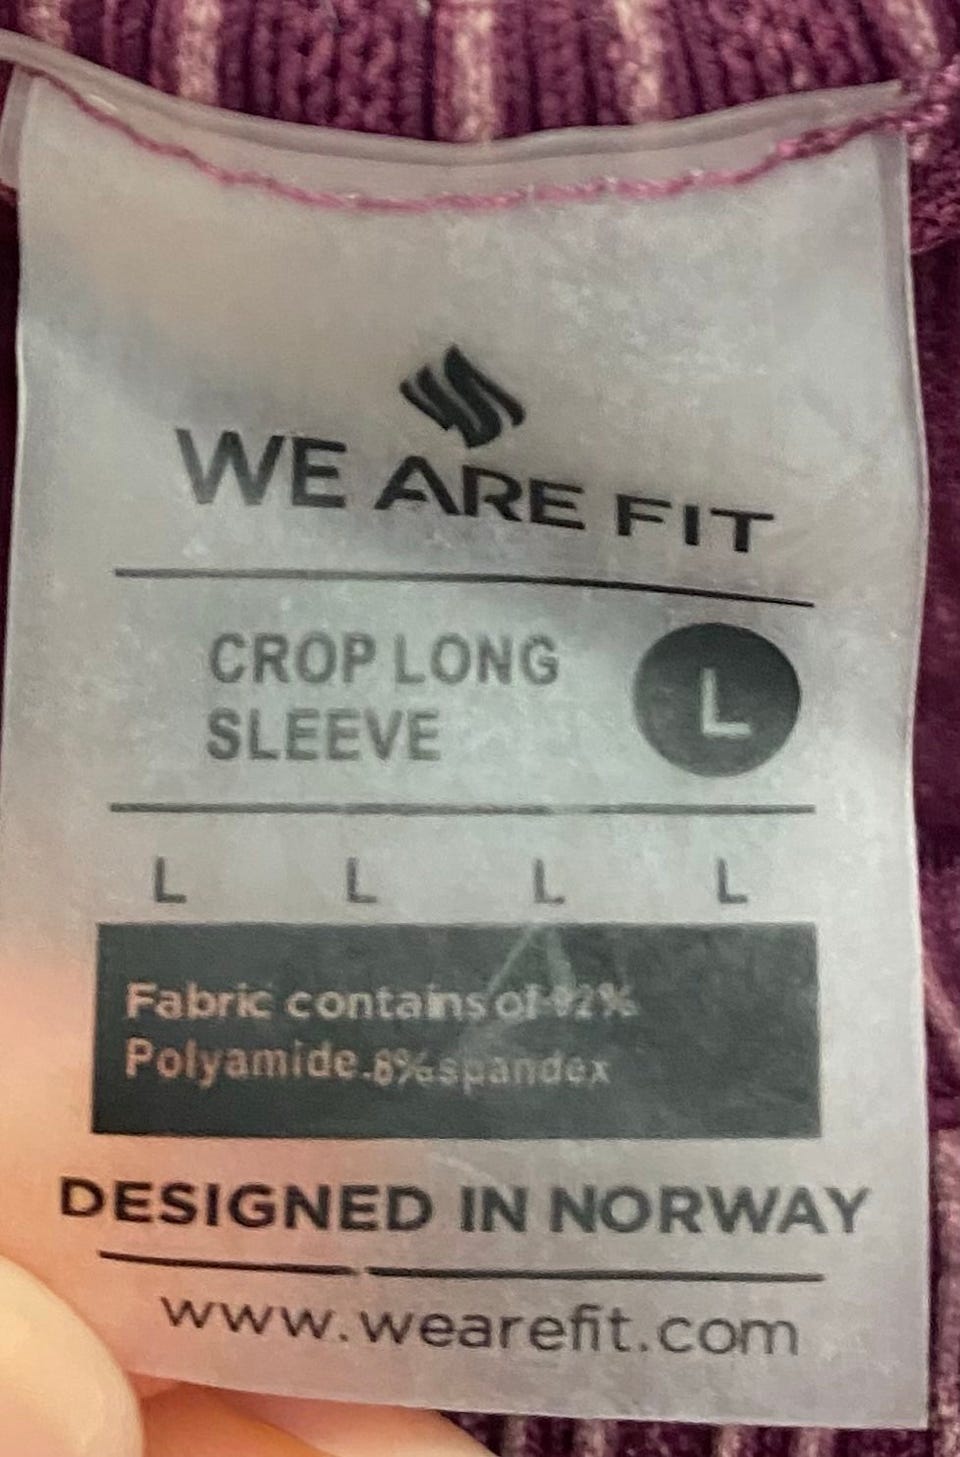 WE ARE FIT
CROP LONG
SLEEVE
L
L L L L
Fabric contains of 92%
Polyamide.8%spandex
DESIGNED IN NORWAY
www.wearefit.com